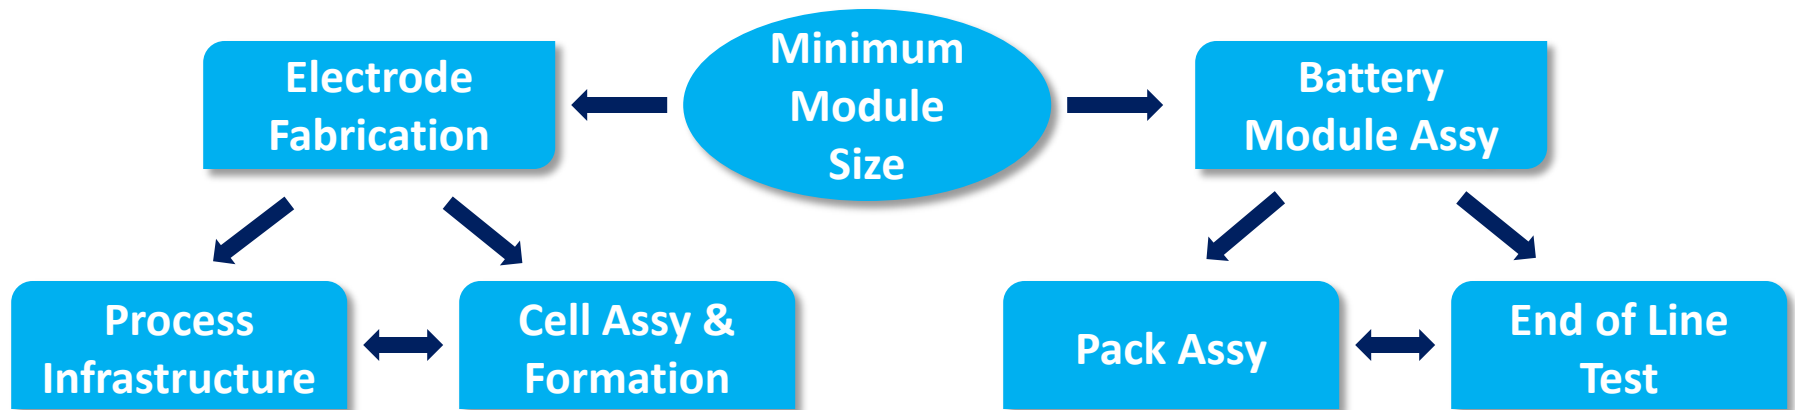 Electrode
Fabrication
Minimum
Module
Size
Battery
Module Assy
Process
Infrastructure
Cell Assy &
Formation
Pack Assy
End of Line
Test